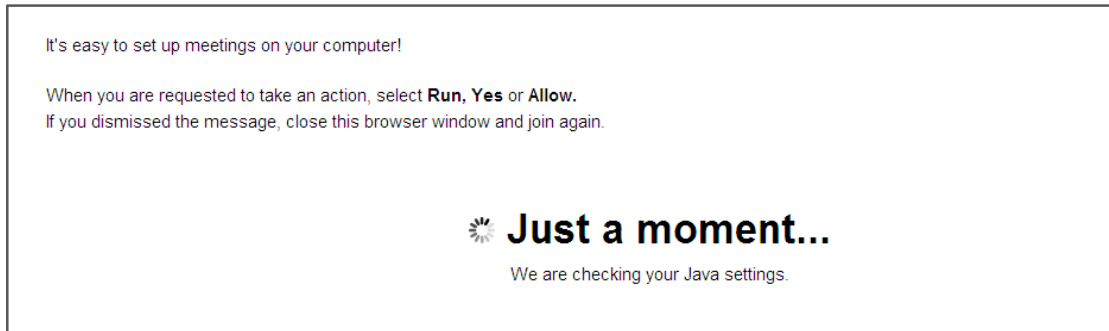 It's easy to set up meetings on your computer!
When you are requested to take an action, select Run, Yes or Allow.
If you dismissed the message, close this browser window and join again.
Just a moment...
We are checking your Java settings.